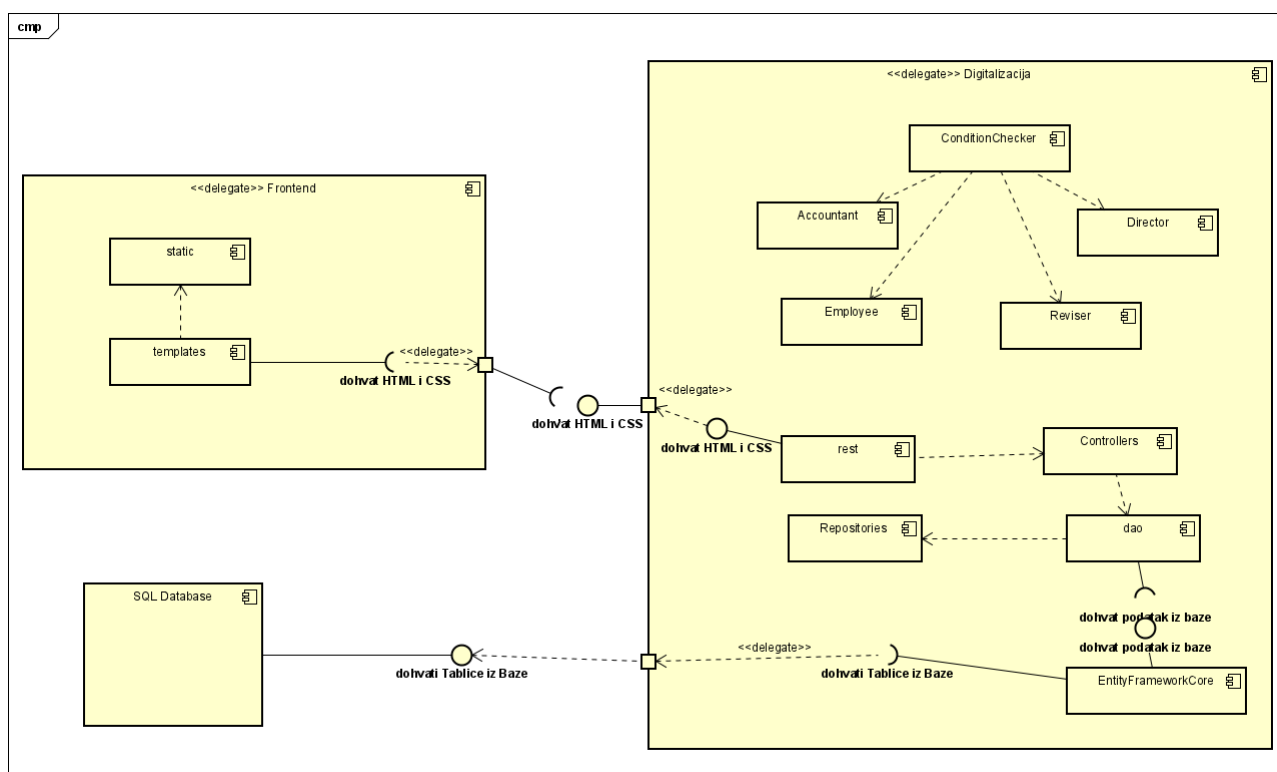 cmp
<<delegate>> Digitalizacija
ConditionChecker
Accountant
Director
Employee
Reviser
<<delegate>> Frontend
static
templates
<<delegate>>
dohvat HTML i CSS
dohvat HTML i CSS
<<delegate>>
dohvat HTML i CSS
rest
Controllers
Repositories
dao
dohvat podatak iz baze
dohvat podatak iz baze
SQL Database
dohvati Tablice iz Baze
<<delegate>>
dohvati Tablice iz Baze
EntityFrameworkCore